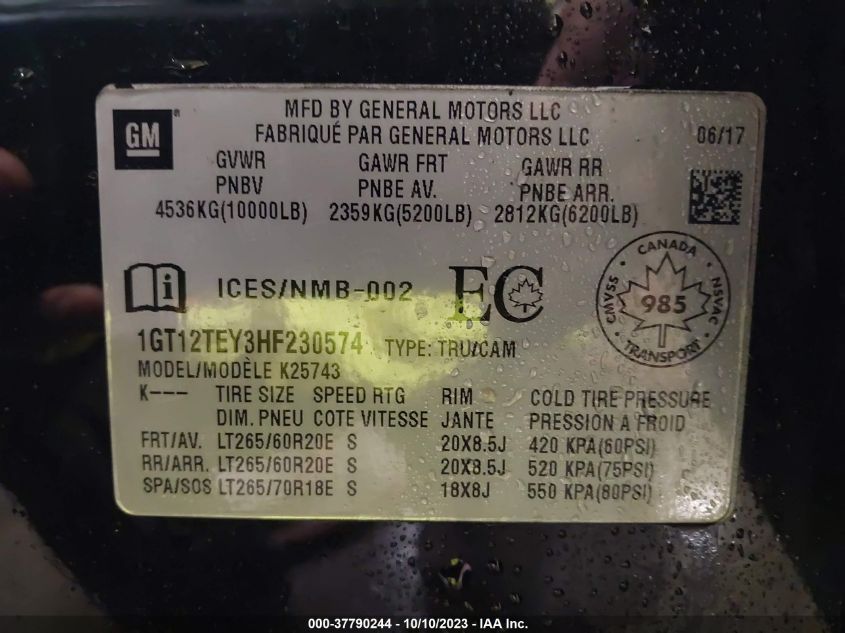 GM
MFD BY GENERAL MOTORS LLC
FABRIQUÉ PAR GENERAL MOTORS LLC
06/17
GVWR GAWR FRT GAWR RR
PNBV PNBE AV. PNBE ARR.
4536KG(10000LB) 2359KG(5200LB) 2812KG(6200LB)
i ICES/NMB-002 EC
CANADA
CMVSS NSVAC
985
TRANSPORT
1GT12TEY3HF230574 TYPE: TRU/CAM
MODEL/MODÈLE K25743
K--- TIRE SIZE SPEED RTG RIM COLD TIRE PRESSURE
DIM. PNEU COTE VITESSE JANTE PRESSION A FROID
FRT/AV. LT265/60R20E S 20X8.5J 420 KPA(60PSI)
RR/ARR. LT265/60R20E S 20X8.5J 520 KPA(75PSI)
SPA/SOS LT265/70R18E S 18X8J 550 KPA(80PSI)
000-37790244 - 10/10/2023 - IAA Inc.